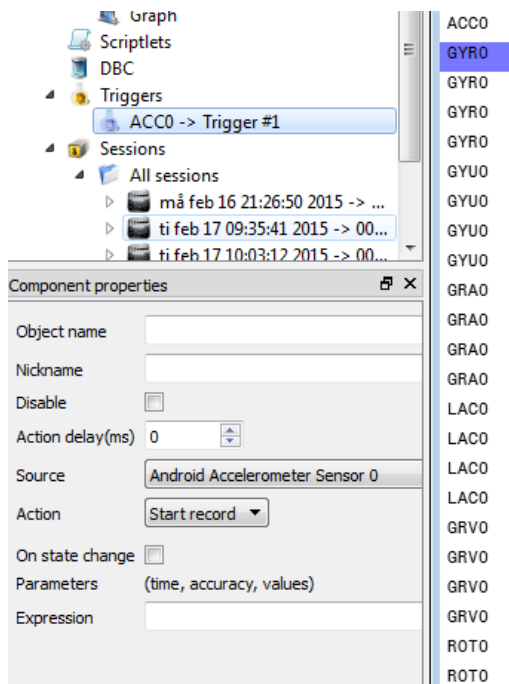 Graph
Scriptlets
DBC
Triggers
ACC0 -> Trigger #1
Sessions
All sessions
må feb 16 21:26:50 2015 -> ...
ti feb 17 09:35:41 2015 -> 00...
ti feb 17 10:03:12 2015 -> 00...
Component properties
Object name
Nickname
Disable
Action delay(ms) 0
Source Android Accelerometer Sensor 0
Action Start record
On state change
Parameters (time, accuracy, values)
Expression
ACC0
GYR0
GYR0
GYR0
GYR0
GYU0
GYU0
GYU0
GYU0
GRA0
GRA0
GRA0
GRA0
LAC0
LAC0
LAC0
LAC0
GRV0
GRV0
GRV0
GRV0
ROT0
ROT0